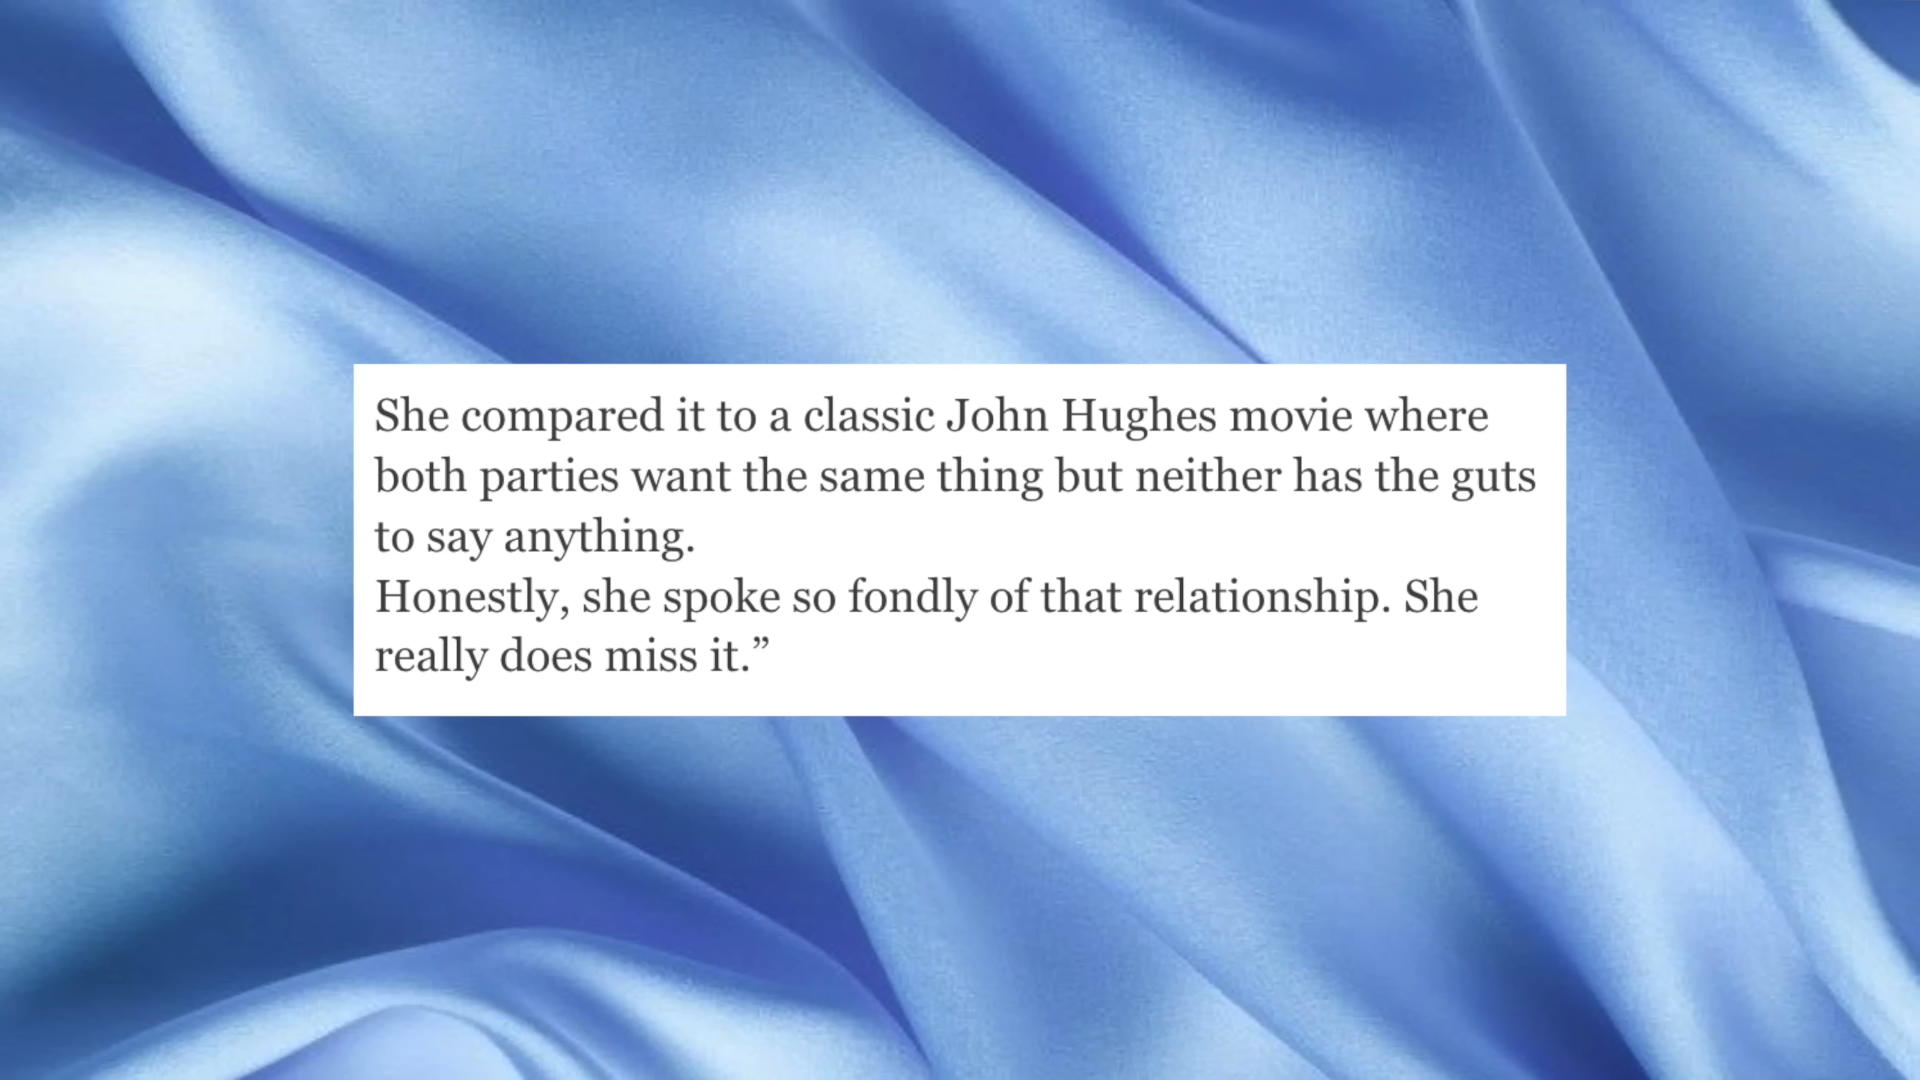 She compared it to a classic John Hughes movie where
both parties want the same thing but neither has the guts
to say anything.
Honestly, she spoke so fondly of that relationship. She
really does miss it.”